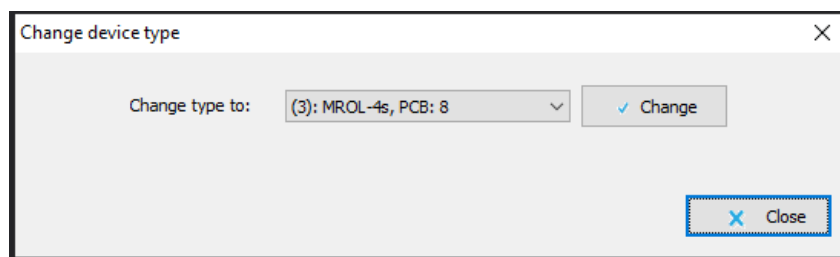 Change device type
Change type to: (3): MROL-4s, PCB: 8 Change
Close